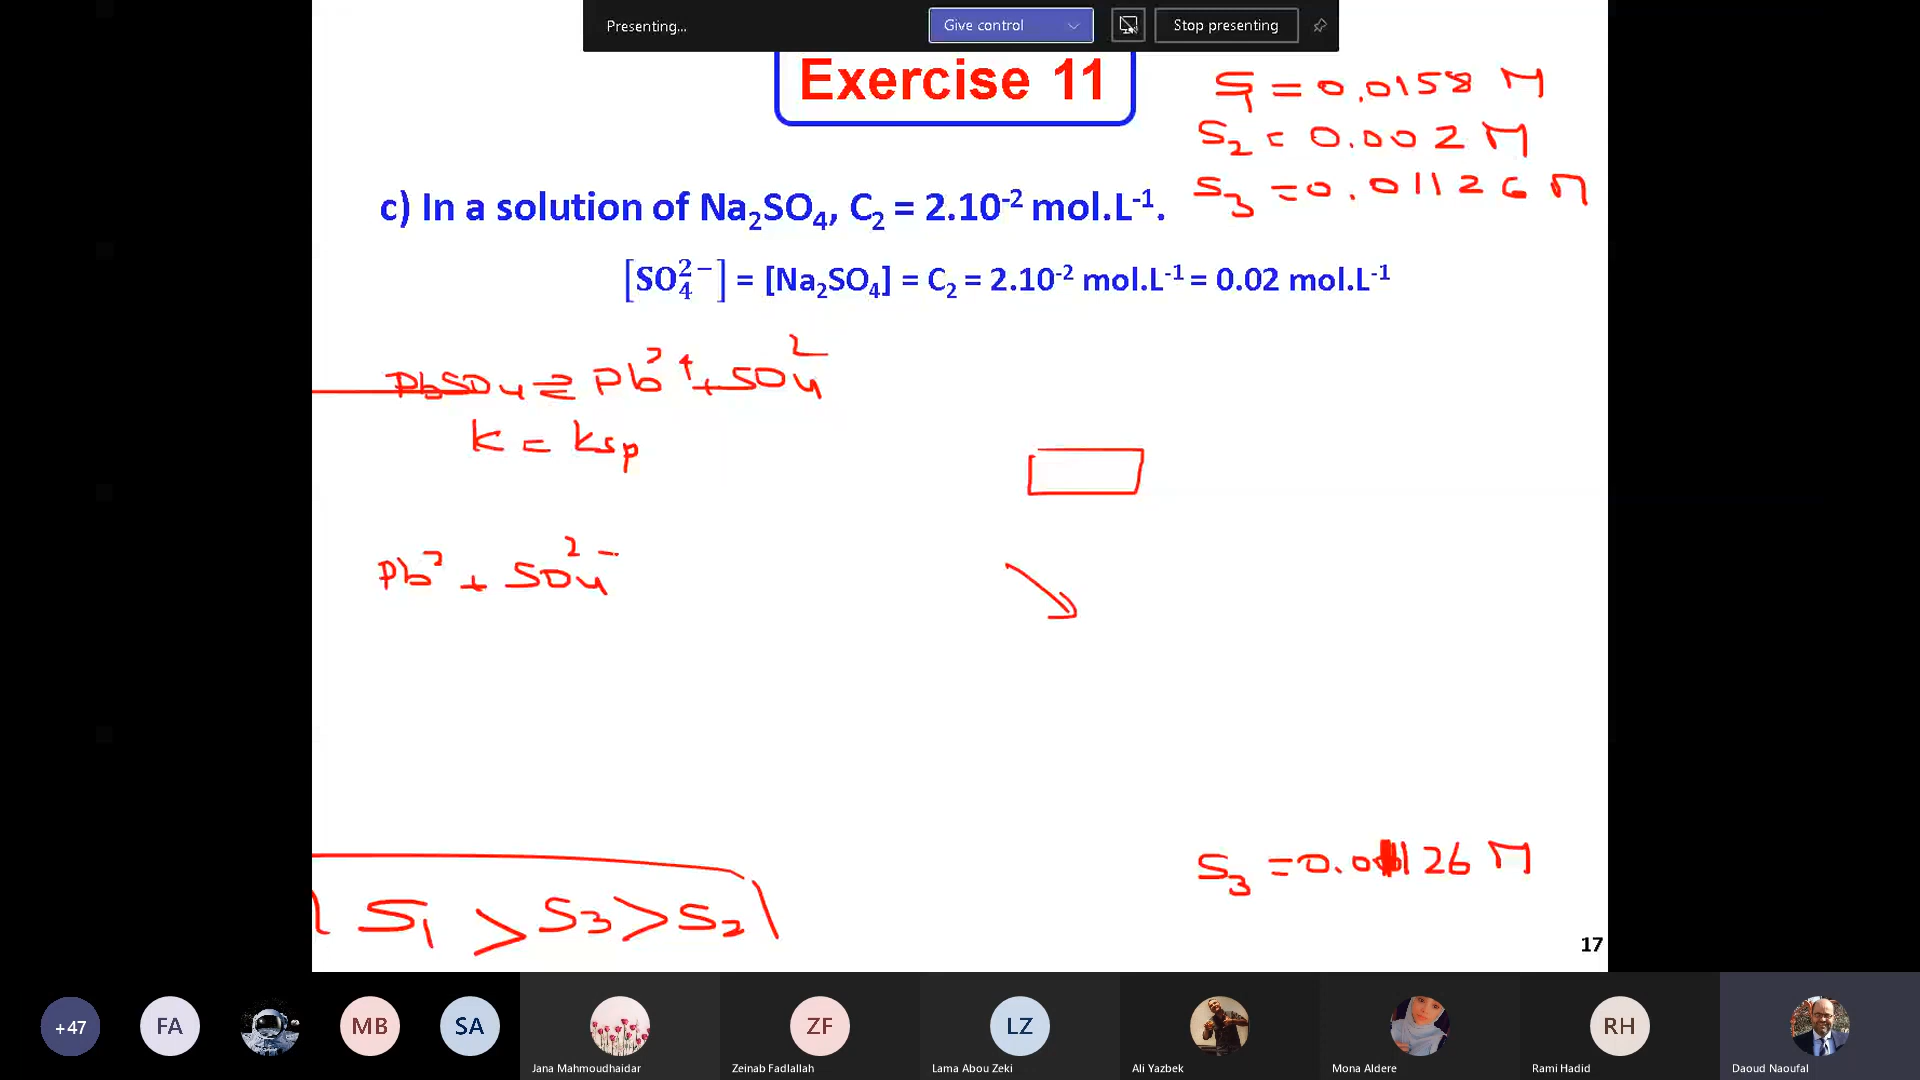 Presenting...
Give control
Stop presenting
Exercise 11
S1 = 0.0158 M
S2 = 0.002 M
S3 = 0.01126 M
c) In a solution of Na₂SO₄, C₂ = 2.10⁻² mol.L⁻¹.
[SO₄²⁻] = [Na₂SO₄] = C₂ = 2.10⁻² mol.L⁻¹ = 0.02 mol.L⁻¹
PbSO₄ ⇌ Pb²⁺ + SO₄²⁻
K = Ksp
Pb² + SO₄²⁻
S3 = 0.01126 M
S1 > S3 > S2
17
+47
FA
MB
SA
ZF
LZ
RH
Jana Mahmoudhaidar
Zeinab Fadlallah
Lama Abou Zeki
Ali Yazbek
Mona Aldere
Rami Hadid
Daoud Naoufal